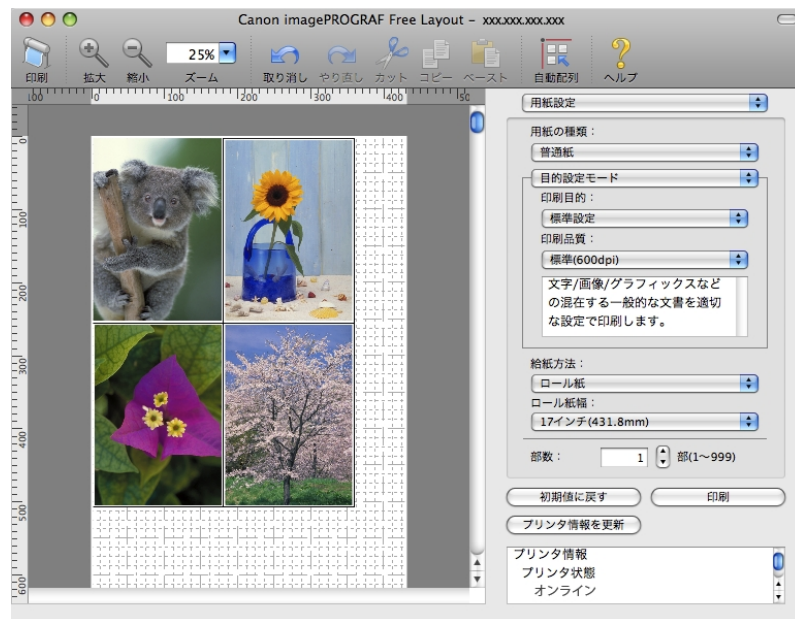 Canon imagePROGRAF Free Layout – xxx.xxx.xxx.xxx
25%
印刷 拡大 縮小 ズーム 取り消し やり直し カット コピー ペースト 自動配列 ヘルプ
100 0 100 200 300 400
0
100
200
300
400
500
600
用紙設定
用紙の種類：
普通紙
目的設定モード
印刷目的：
標準設定
印刷品質：
標準(600dpi)
文字/画像/グラフィックスなど
の混在する一般的な文書を適切
な設定で印刷します。
給紙方法：
ロール紙
ロール紙幅：
17インチ(431.8mm)
部数： 1 部(1〜999)
初期値に戻す 印刷
プリンタ情報を更新
プリンタ情報
プリンタ状態
オンライン